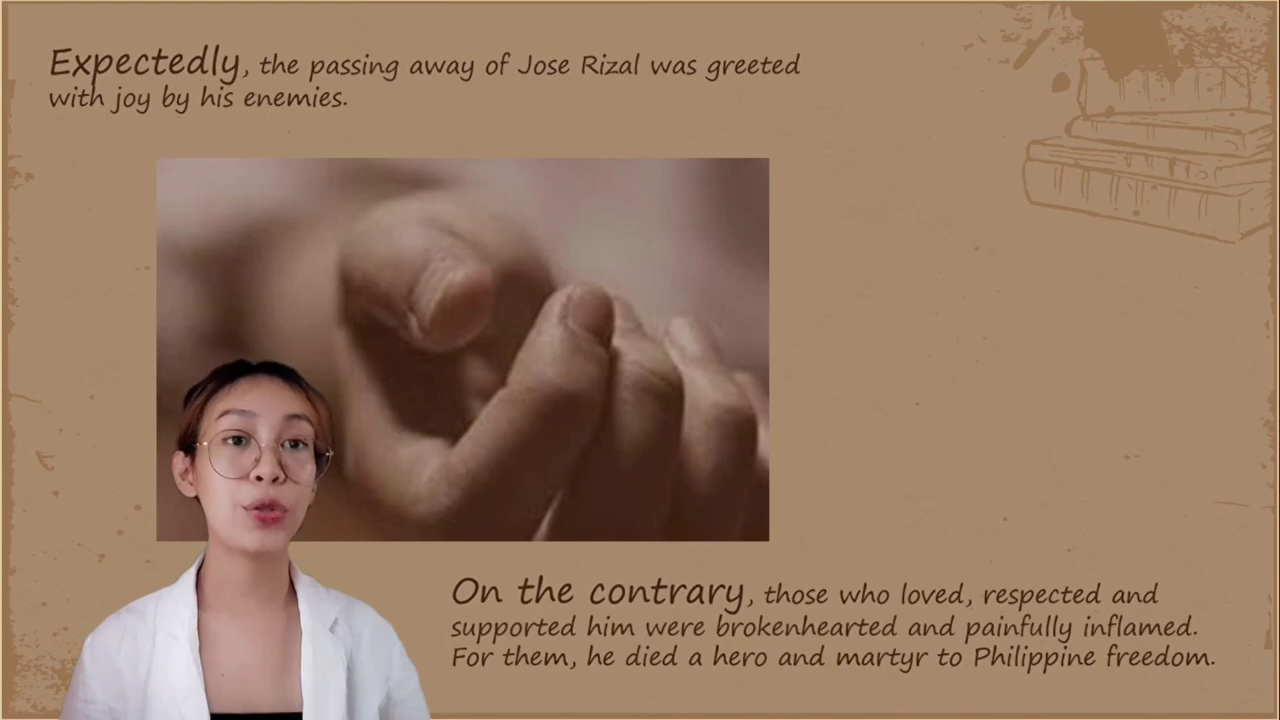 Expectedly, the passing away of Jose Rizal was greeted
with joy by his enemies.
On the contrary, those who loved, respected and
supported him were brokenhearted and painfully inflamed.
For them, he died a hero and martyr to Philippine freedom.